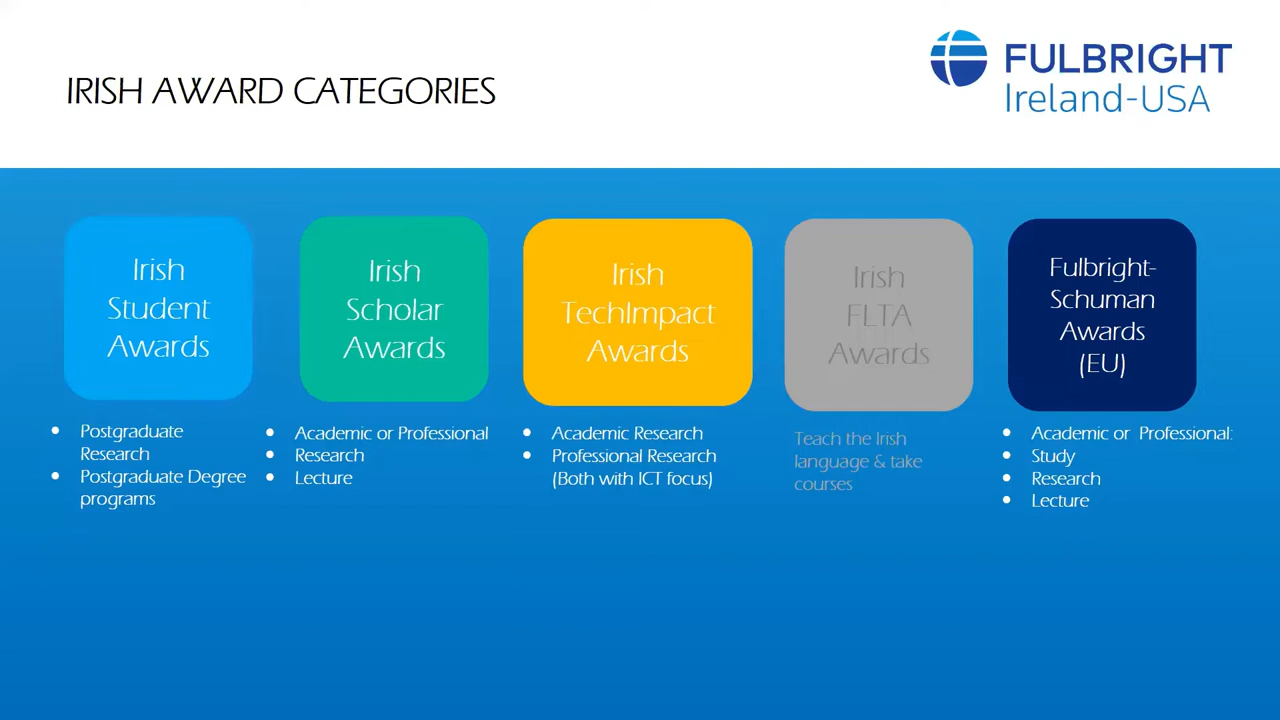 IRISH AWARD CATEGORIES
FULBRIGHT
Ireland-USA
Irish
Student
Awards
Irish
Scholar
Awards
Irish
TechImpact
Awards
Irish
FLTA
Awards
Fulbright-
Schuman
Awards
(EU)
• Postgraduate
Research
• Postgraduate Degree
programs
• Academic or Professional
• Research
• Lecture
• Academic Research
• Professional Research
(Both with ICT focus)
Teach the Irish
language & take
courses
• Academic or Professional:
• Study
• Research
• Lecture